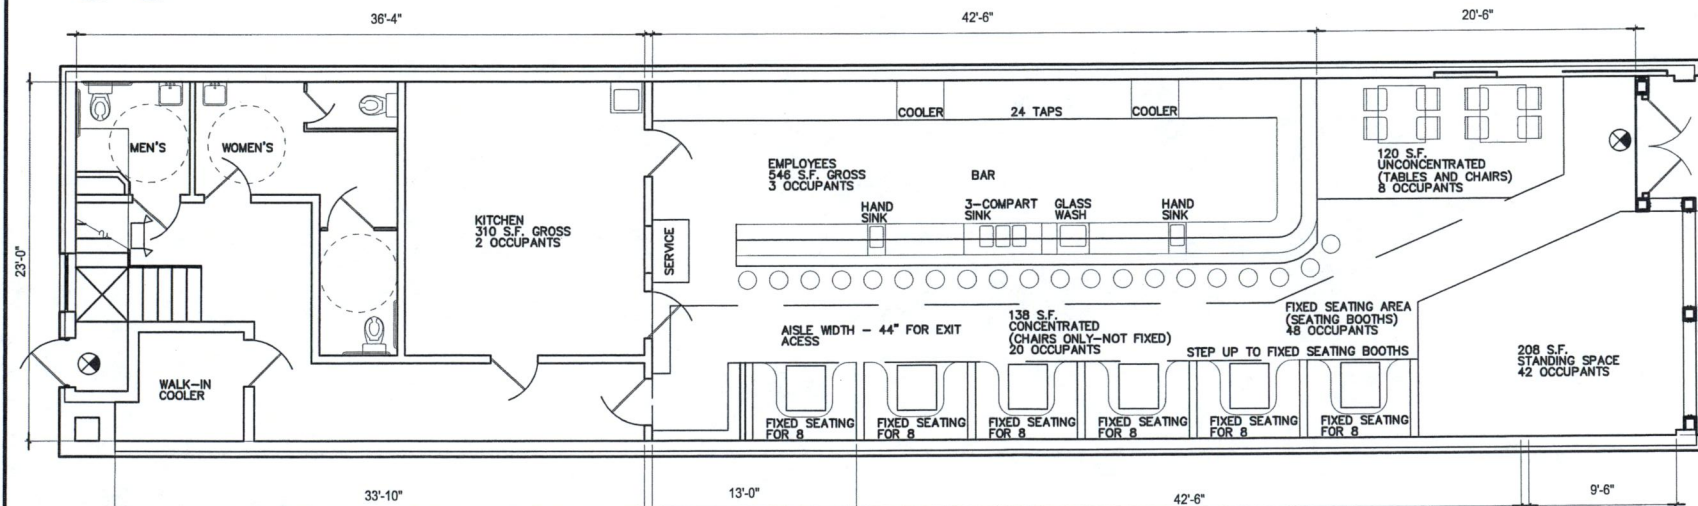 36'-4"
42'-6"
20'-6"
23'-0"
MEN'S
WOMEN'S
KITCHEN
310 S.F. GROSS
2 OCCUPANTS
SERVICE
WALK-IN
COOLER
COOLER
24 TAPS
COOLER
EMPLOYEES
546 S.F. GROSS
3 OCCUPANTS
BAR
HAND
SINK
3-COMPART
SINK
GLASS
WASH
HAND
SINK
120 S.F.
UNCONCENTRATED
(TABLES AND CHAIRS)
8 OCCUPANTS
AISLE WIDTH - 44" FOR EXIT
ACESS
138 S.F.
CONCENTRATED
(CHAIRS ONLY-NOT FIXED)
20 OCCUPANTS
FIXED SEATING AREA
(SEATING BOOTHS)
48 OCCUPANTS
STEP UP TO FIXED SEATING BOOTHS
208 S.F.
STANDING SPACE
42 OCCUPANTS
FIXED SEATING
FOR 8
FIXED SEATING
FOR 8
FIXED SEATING
FOR 8
FIXED SEATING
FOR 8
FIXED SEATING
FOR 8
FIXED SEATING
FOR 8
33'-10"
13'-0"
42'-6"
9'-6"